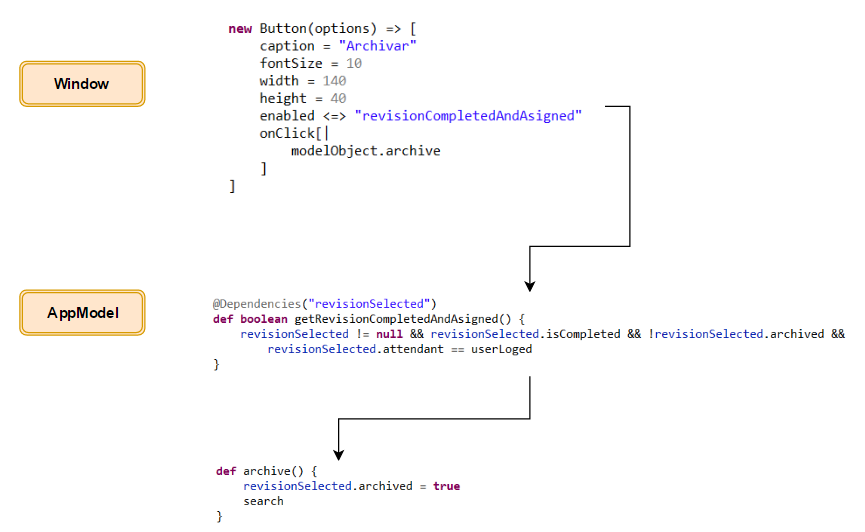 new Button(options) => [
caption = "Archivar"
fontSize = 10
width = 140
height = 40
enabled <=> "revisionCompletedAndAsigned"
onClick[|
modelObject.archive
]
]
Window
@Dependencies("revisionSelected")
def boolean getRevisionCompletedAndAsigned() {
revisionSelected != null && revisionSelected.isCompleted && !revisionSelected.archived &&
revisionSelected.attendant == userLoged
}
AppModel
def archive() {
revisionSelected.archived = true
search
}